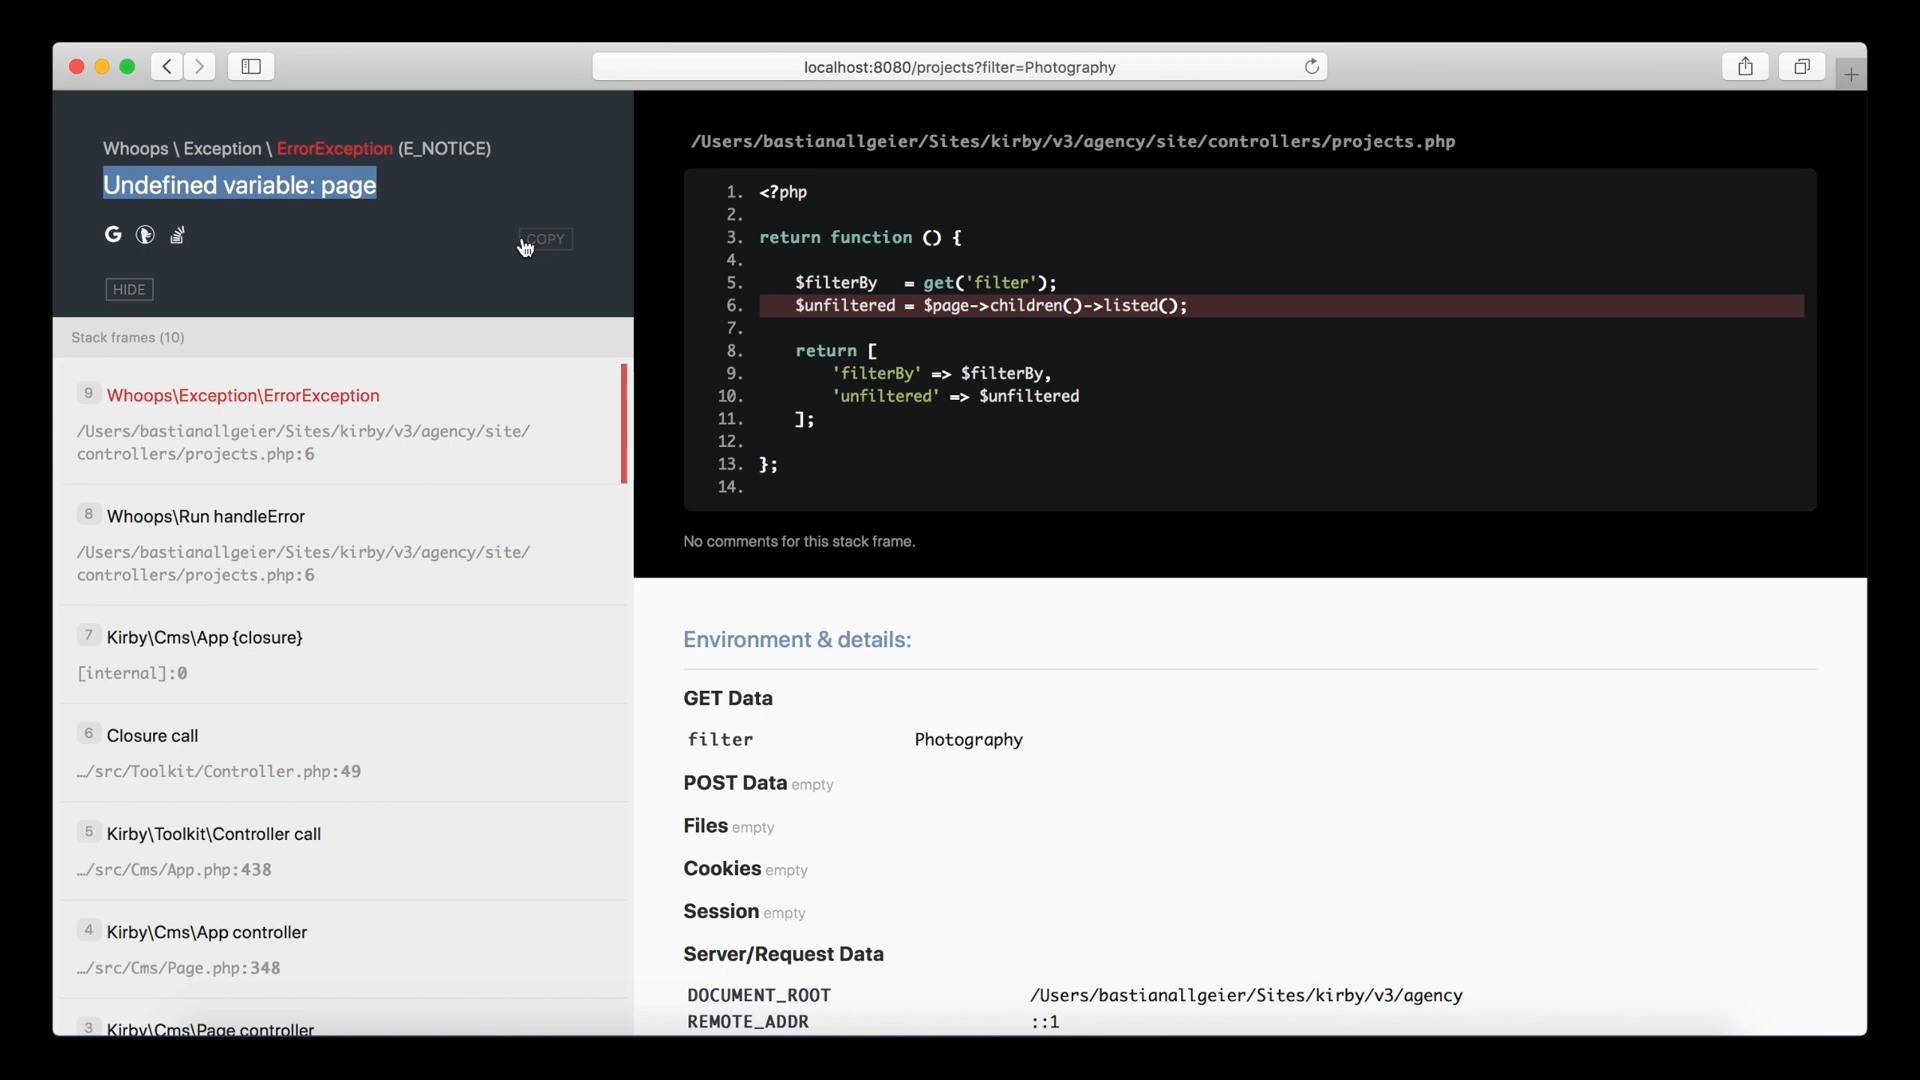 localhost:8080/projects?filter=Photography
Whoops \ Exception \ ErrorException (E_NOTICE)
Undefined variable: page
COPY
HIDE
Stack frames (10)
9 Whoops\Exception\ErrorException
/Users/bastianallgeier/Sites/kirby/v3/agency/site/
controllers/projects.php:6
8 Whoops\Run handleError
/Users/bastianallgeier/Sites/kirby/v3/agency/site/
controllers/projects.php:6
7 Kirby\Cms\App {closure}
[internal]:0
6 Closure call
…/src/Toolkit/Controller.php:49
5 Kirby\Toolkit\Controller call
…/src/Cms/App.php:438
4 Kirby\Cms\App controller
…/src/Cms/Page.php:348
3 Kirby\Cms\Page controller
/Users/bastianallgeier/Sites/kirby/v3/agency/site/controllers/projects.php
1. <?php
2.
3. return function () {
4.
5. $filterBy = get('filter');
6. $unfiltered = $page->children()->listed();
7.
8. return [
9. 'filterBy' => $filterBy,
10. 'unfiltered' => $unfiltered
11. ];
12.
13. };
14.
No comments for this stack frame.
Environment & details:
GET Data
filter Photography
POST Data empty
Files empty
Cookies empty
Session empty
Server/Request Data
DOCUMENT_ROOT /Users/bastianallgeier/Sites/kirby/v3/agency
REMOTE_ADDR ::1